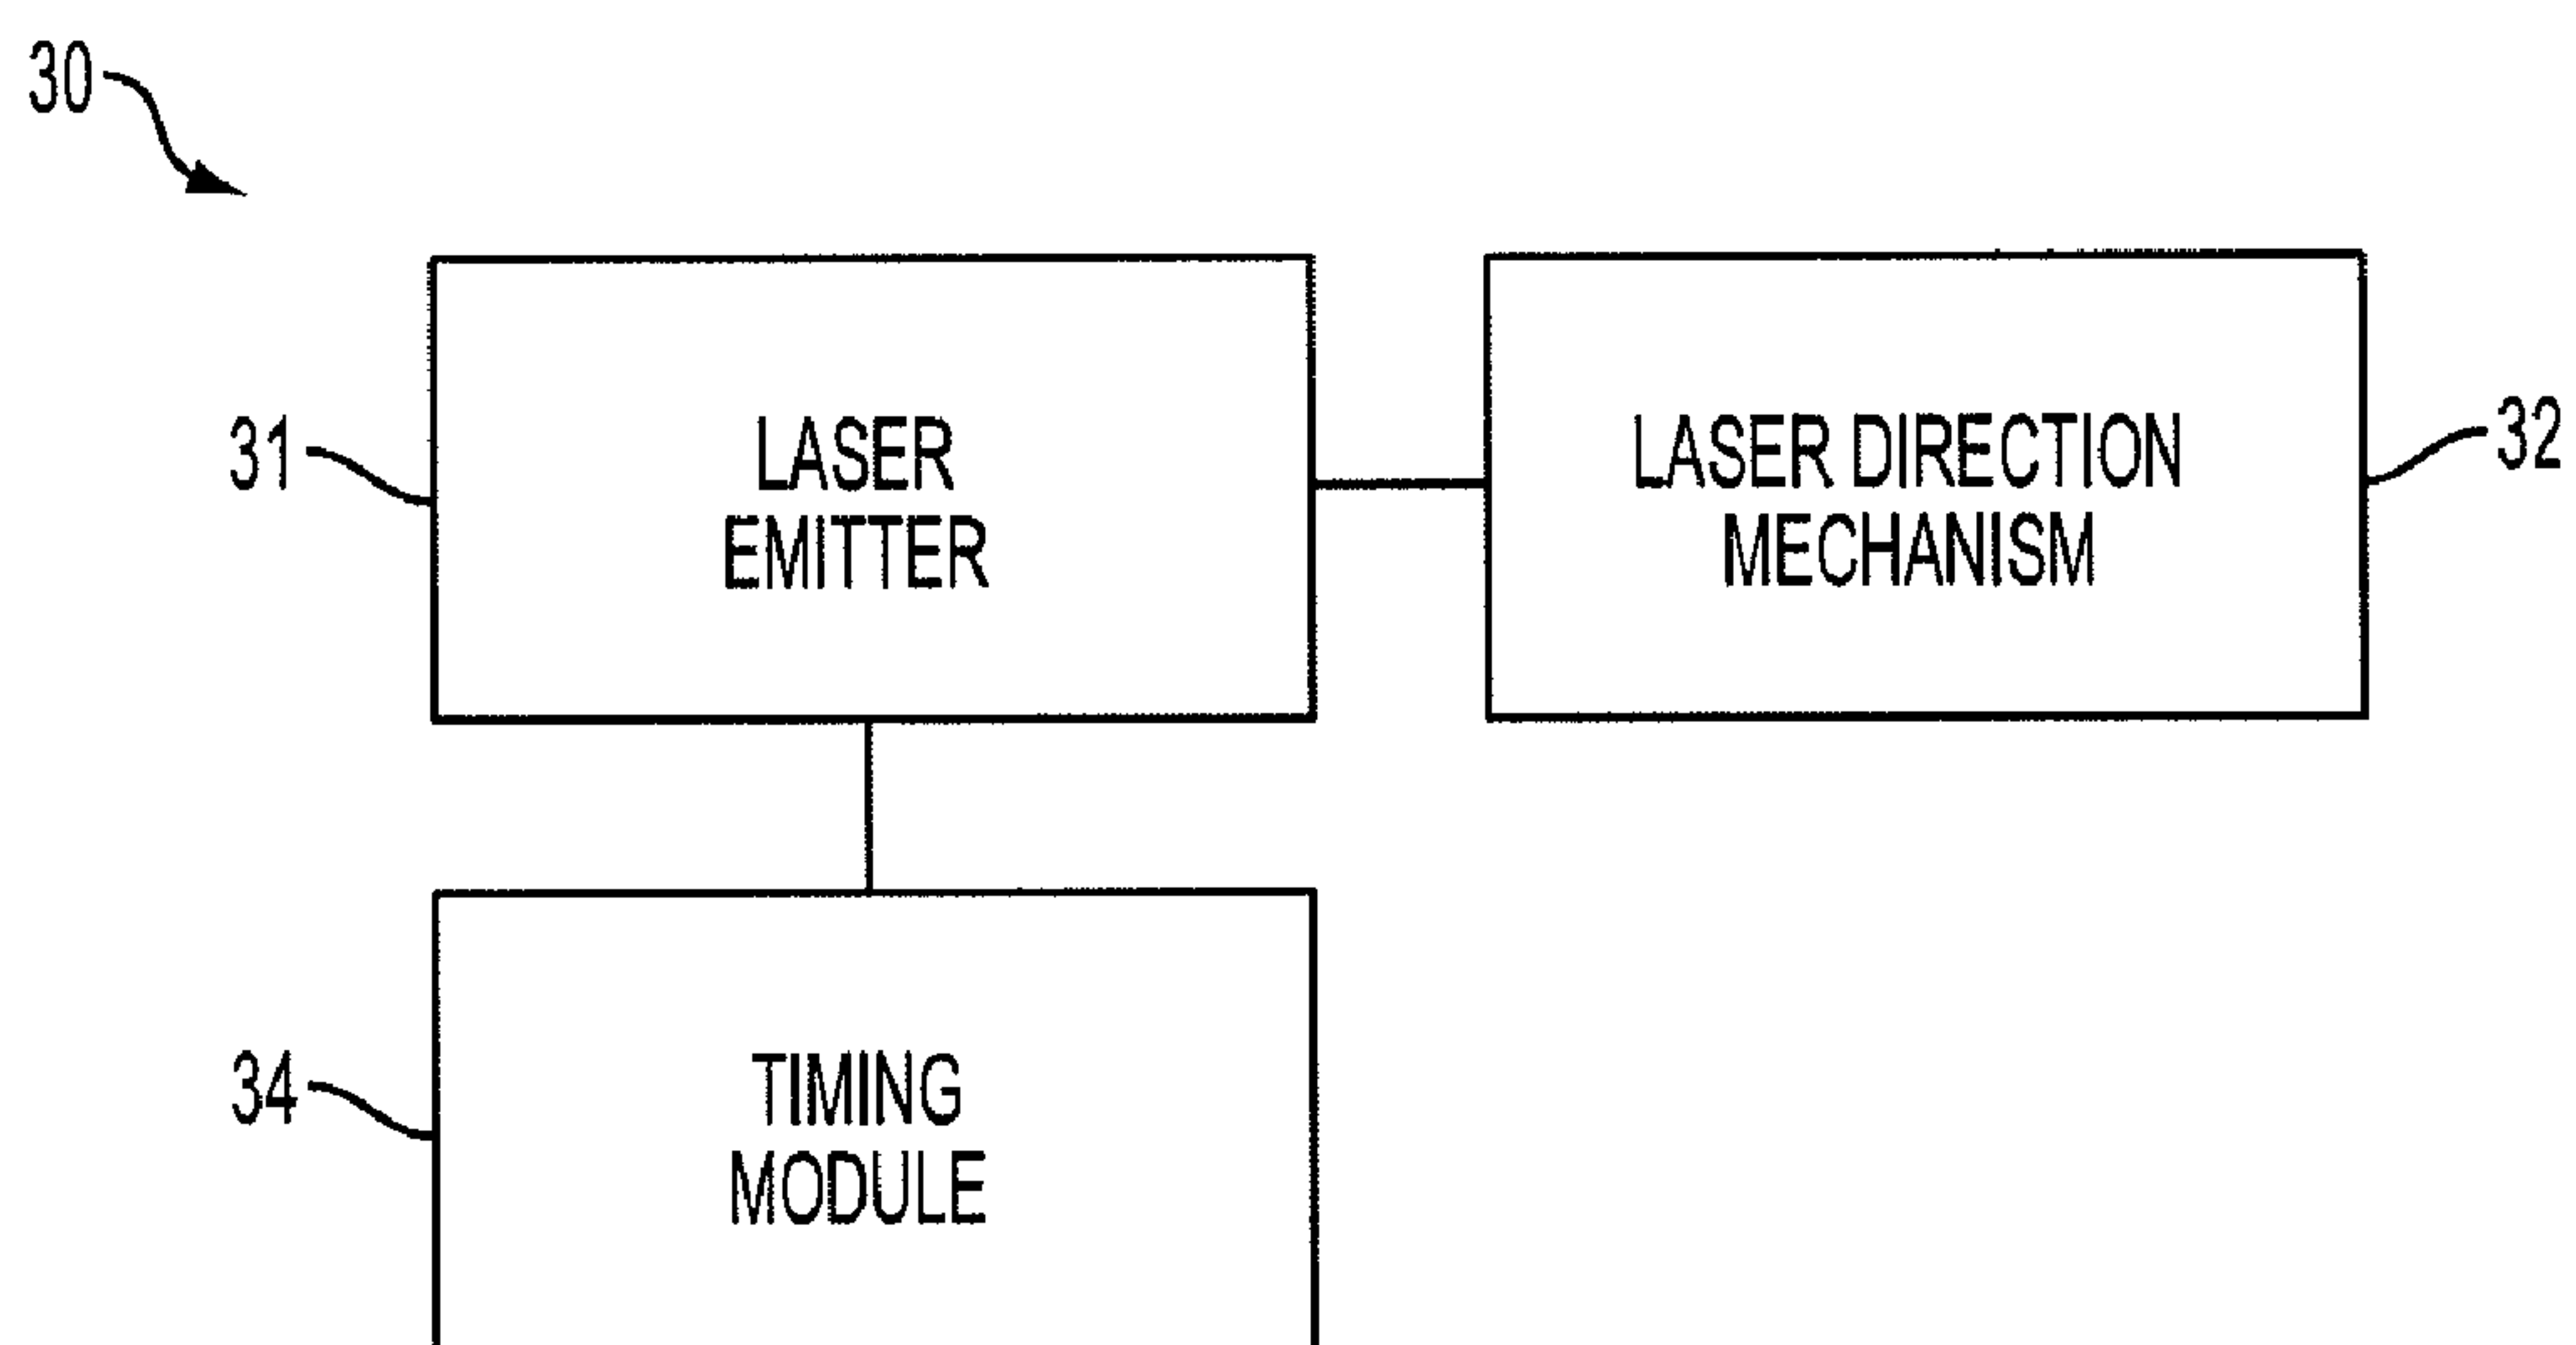 30
31
LASER
EMITTER
LASER DIRECTION
MECHANISM
32
34
TIMING
MODULE